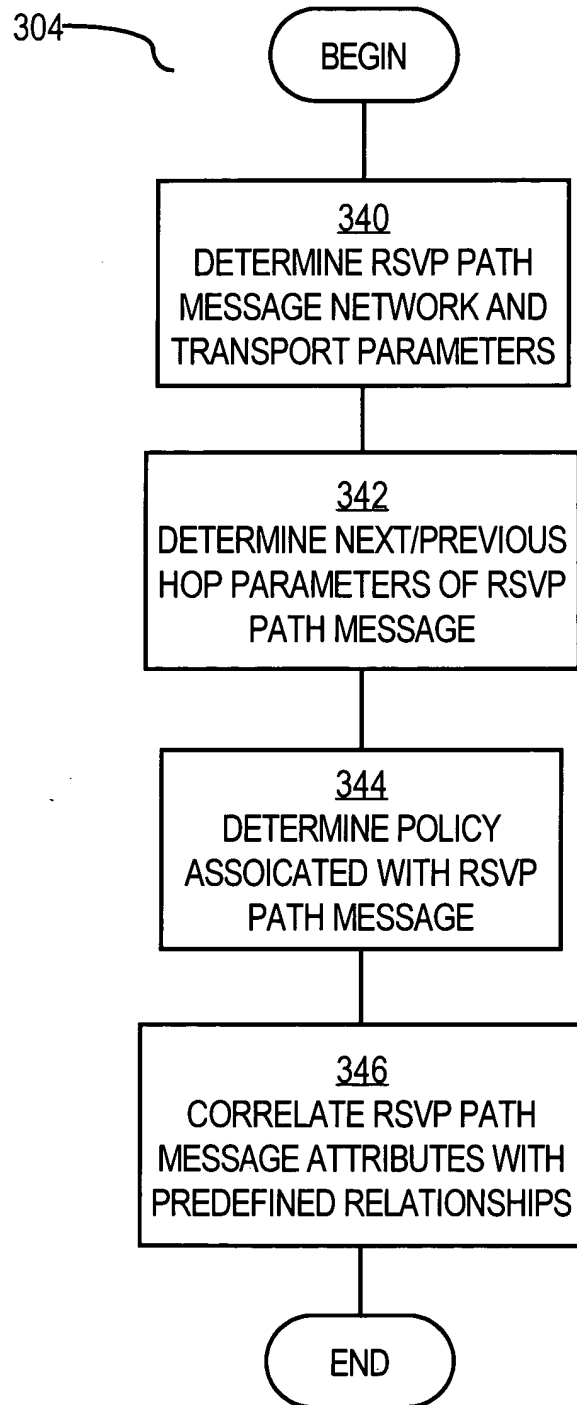 304
BEGIN
340
DETERMINE RSVP PATH
MESSAGE NETWORK AND
TRANSPORT PARAMETERS
342
DETERMINE NEXT/PREVIOUS
HOP PARAMETERS OF RSVP
PATH MESSAGE
344
DETERMINE POLICY
ASSOICATED WITH RSVP
PATH MESSAGE
346
CORRELATE RSVP PATH
MESSAGE ATTRIBUTES WITH
PREDEFINED RELATIONSHIPS
END